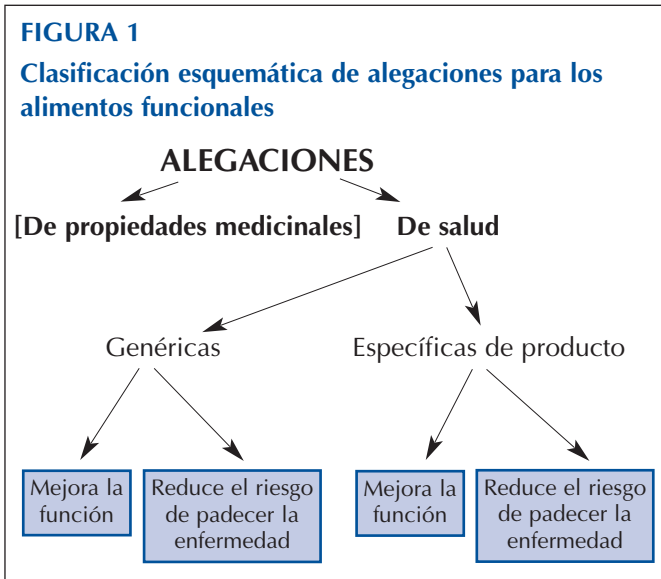 FIGURA 1
Clasificación esquemática de alegaciones para los
alimentos funcionales
ALEGACIONES
[De propiedades medicinales]
De salud
Genéricas
Específicas de producto
Mejora la
función
Reduce el riesgo
de padecer la
enfermedad
Mejora la
función
Reduce el riesgo
de padecer la
enfermedad